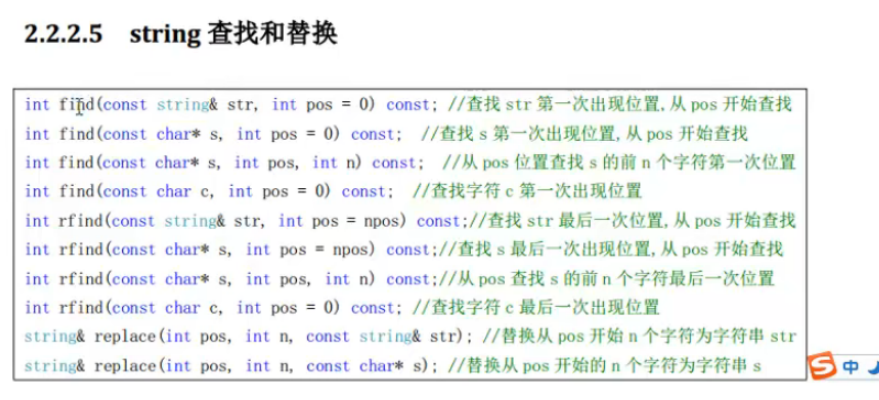 2.2.2.5 string 查找和替换
int find(const string& str, int pos = 0) const; //查找 str 第一次出现位置,从 pos 开始查找
int find(const char* s, int pos = 0) const; //查找 s 第一次出现位置,从 pos 开始查找
int find(const char* s, int pos, int n) const; //从 pos 位置查找 s 的前 n 个字符第一次位置
int find(const char c, int pos = 0) const; //查找字符 c 第一次出现位置
int rfind(const string& str, int pos = npos) const;//查找 str 最后一次位置,从 pos 开始查找
int rfind(const char* s, int pos = npos) const;//查找 s 最后一次出现位置,从 pos 开始查找
int rfind(const char* s, int pos, int n) const;//从 pos 查找 s 的前 n 个字符最后一次位置
int rfind(const char c, int pos = 0) const; //查找字符 c 最后一次出现位置
string& replace(int pos, int n, const string& str); //替换从 pos 开始 n 个字符为字符串 str
string& replace(int pos, int n, const char* s); //替换从 pos 开始的 n 个字符为字符串 s
S 中